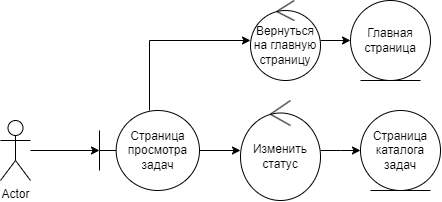 Вернуться
на главную
страницу
Главная
страница
Страница
просмотра
задач
Изменить
статус
Страница
каталога
задач
Actor